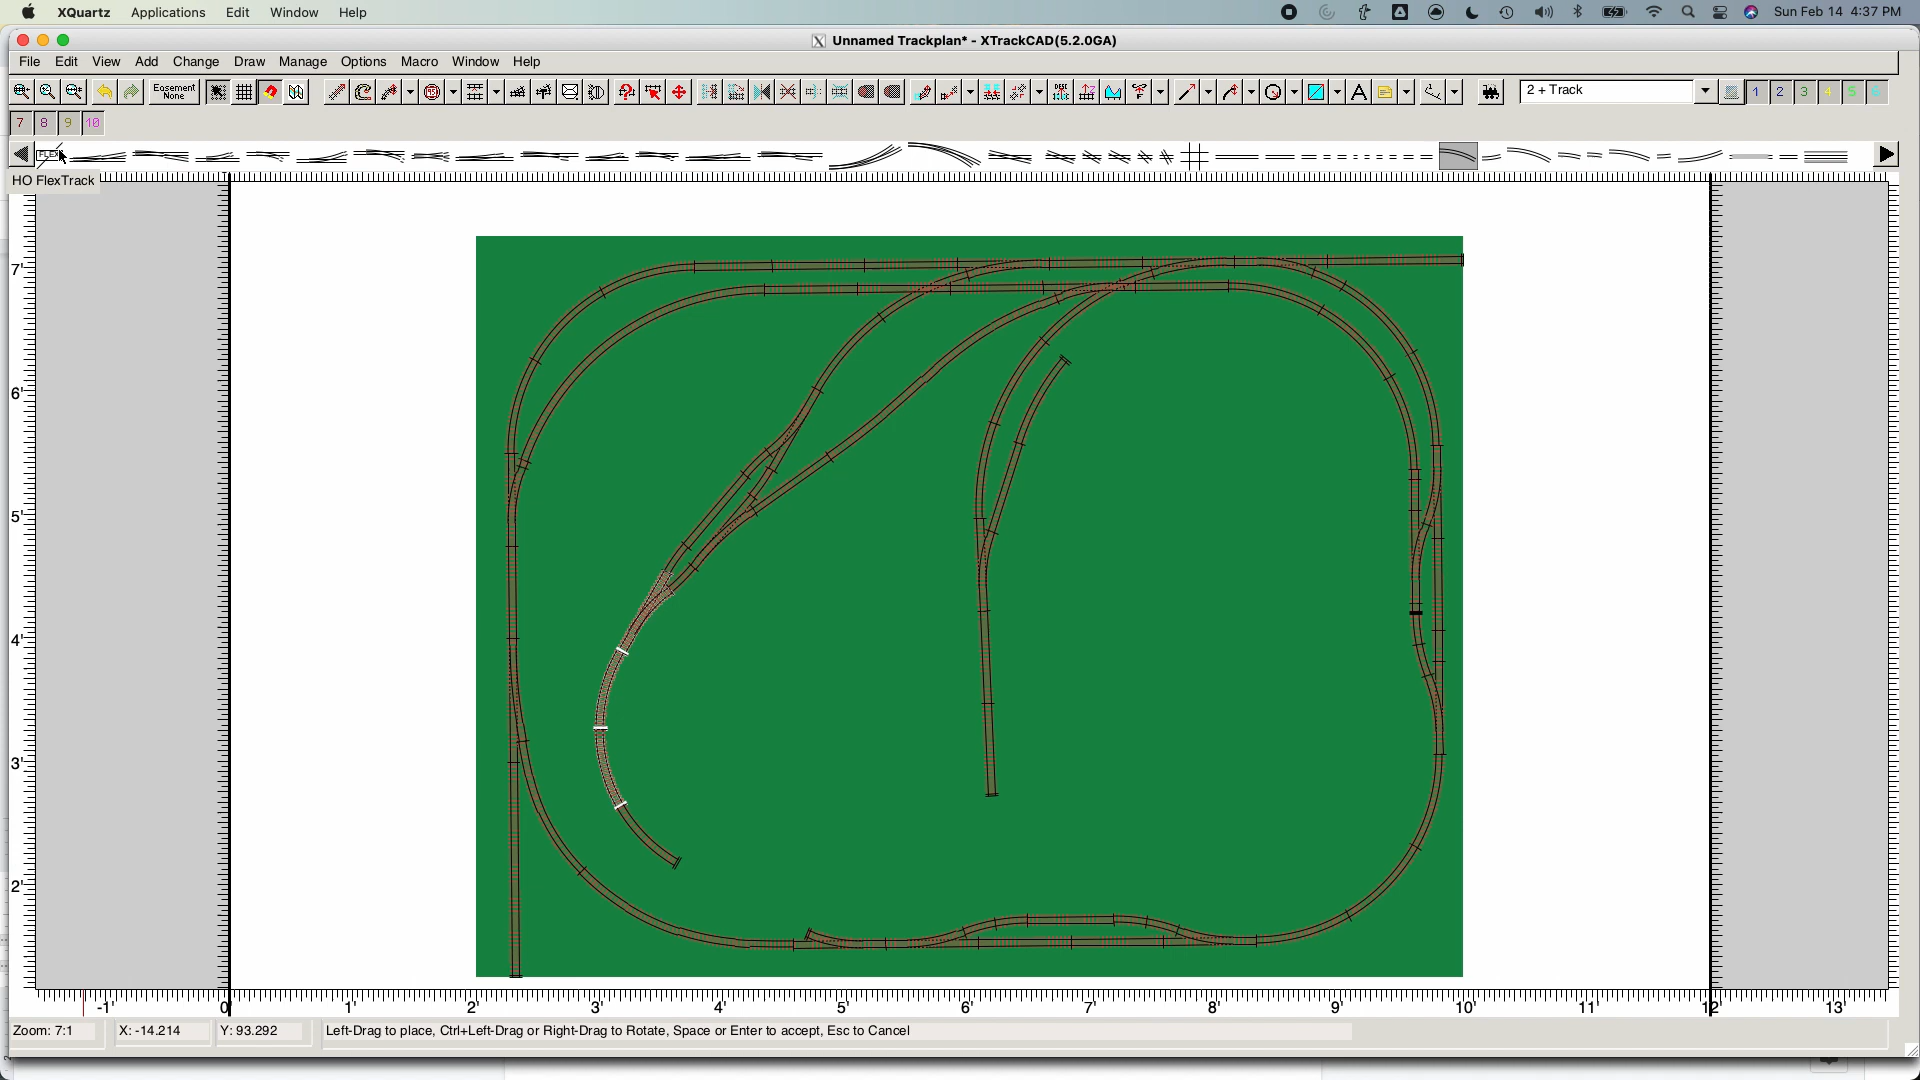 XQuartz Applications Edit Window Help Sun Feb 14 4:37 PM
Unnamed Trackplan* - XTrackCAD(5.2.0GA)
File Edit View Add Change Draw Manage Options Macro Window Help
Easement None 2 + Track 1 2 3 4 5 6
7 8 9 10
FLEX
HO FlexTrack
7'
6'
5'
4'
3'
2'
-1' 0' 1' 2' 3' 4' 5' 6' 7' 8' 9' 10' 11' 12' 13'
Zoom: 7:1 X: -14.214 Y: 93.292 Left-Drag to place, Ctrl+Left-Drag or Right-Drag to Rotate, Space or Enter to accept, Esc to Cancel